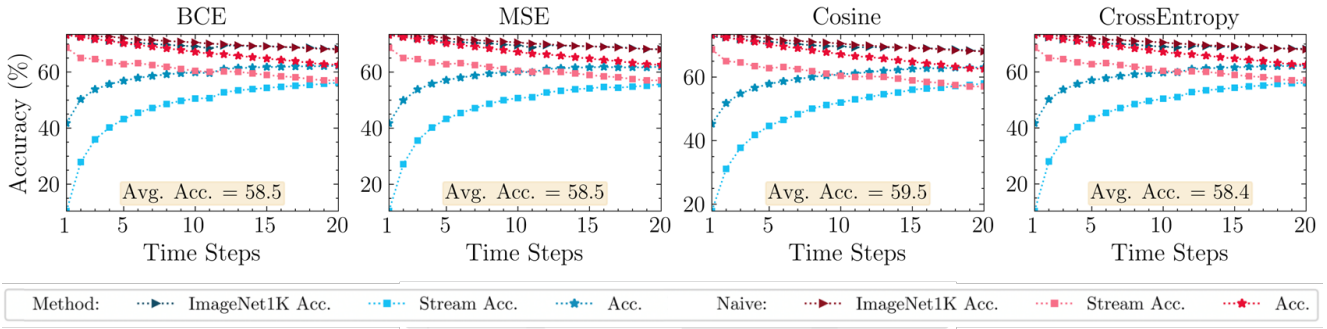 BCE MSE Cosine CrossEntropy
Accuracy (%)
60 60 60 60
40 40 40 40
20 20 20 20
Avg. Acc. = 58.5 Avg. Acc. = 58.5 Avg. Acc. = 59.5 Avg. Acc. = 58.4
1 5 10 15 20 1 5 10 15 20 1 5 10 15 20 1 5 10 15 20
Time Steps Time Steps Time Steps Time Steps
Method: ImageNet1K Acc. Stream Acc. Acc. Naive: ImageNet1K Acc. Stream Acc. Acc.